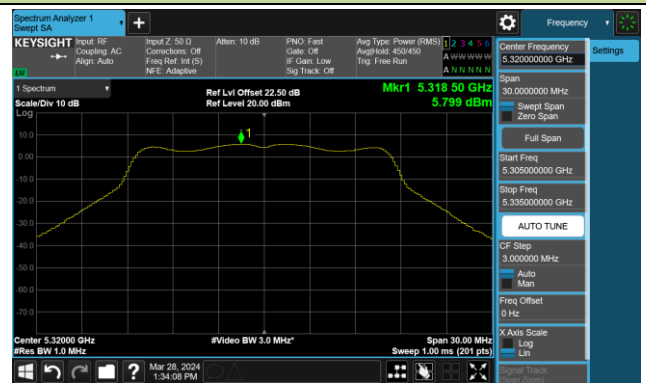 Spectrum Analyzer 1
Swept SA
+
Frequency
KEYSIGHT
Input: RF
Coupling: AC
Align: Auto
Input Z: 50 Ω
Corrections: Off
Freq Ref: Int (S)
NFE: Adaptive
Atten: 10 dB
PNO: Fast
Gate: Off
IF Gain: Low
Sig Track: Off
Avg Type: Power (RMS)
Avg|Hold: 450/450
Trig: Free Run
1 2 3 4 5 6
A W W W W W
A N N N N N
LW
1 Spectrum
Scale/Div 10 dB
Log
Ref Lvl Offset 22.50 dB
Ref Level 20.00 dBm
Mkr1 5.318 50 GHz
5.799 dBm
1
10.0
0.00
-10.0
-20.0
-30.0
-40.0
-50.0
-60.0
-70.0
Center 5.32000 GHz
#Res BW 1.0 MHz
#Video BW 3.0 MHz*
Span 30.00 MHz
Sweep 1.00 ms (201 pts)
Mar 28, 2024
1:34:08 PM
?
Center Frequency
5.320000000 GHz
Settings
Span
30.0000000 MHz
Swept Span
Zero Span
Full Span
Start Freq
5.305000000 GHz
Stop Freq
5.335000000 GHz
AUTO TUNE
CF Step
3.000000 MHz
Auto
Man
Freq Offset
0 Hz
X Axis Scale
Log
Lin
Signal Track
(Span Zoom)